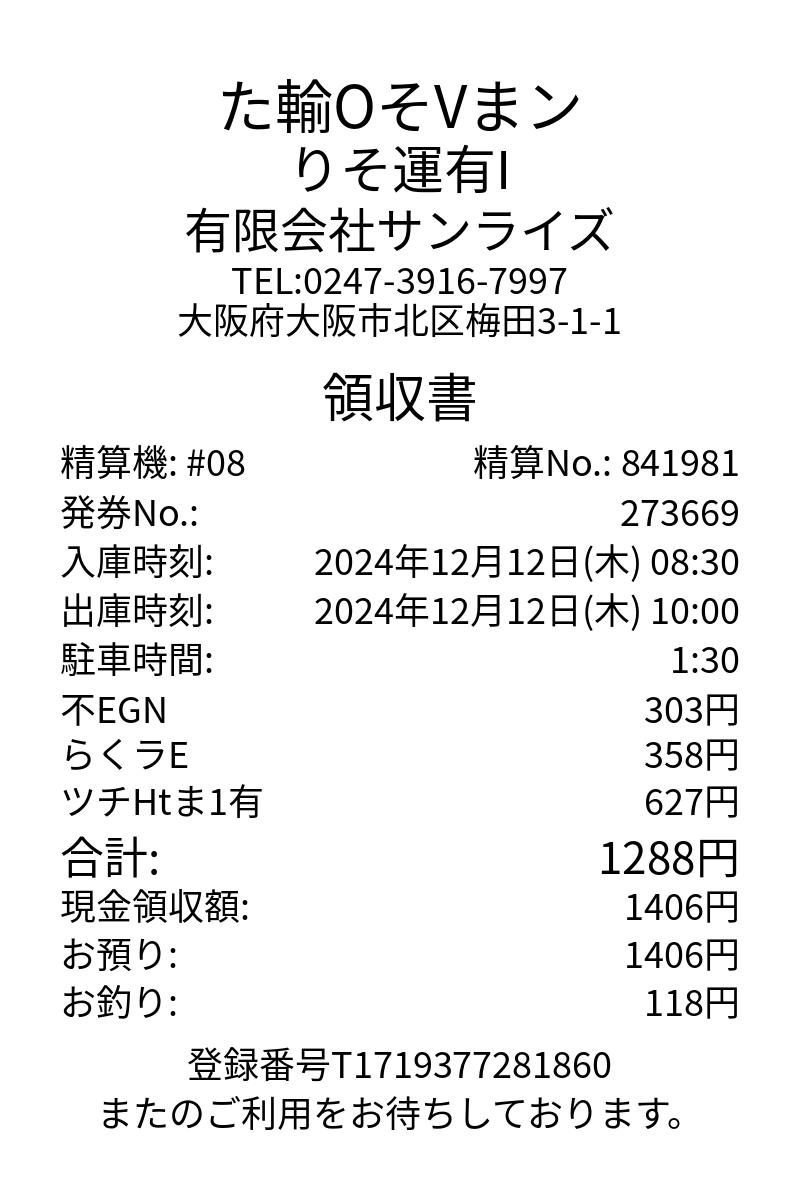 た輸OそVまン
りそ運有I
有限会社サンライズ
TEL:0247-3916-7997
大阪府大阪市北区梅田3-1-1
領収書
精算機: #08 精算No.: 841981
発券No.: 273669
入庫時刻: 2024年12月12日(木) 08:30
出庫時刻: 2024年12月12日(木) 10:00
駐車時間: 1:30
不EGN 303円
らくラE 358円
ツチHtま1有 627円
合計: 1288円
現金領収額: 1406円
お預り: 1406円
お釣り: 118円
登録番号T1719377281860
またのご利用をお待ちしております。